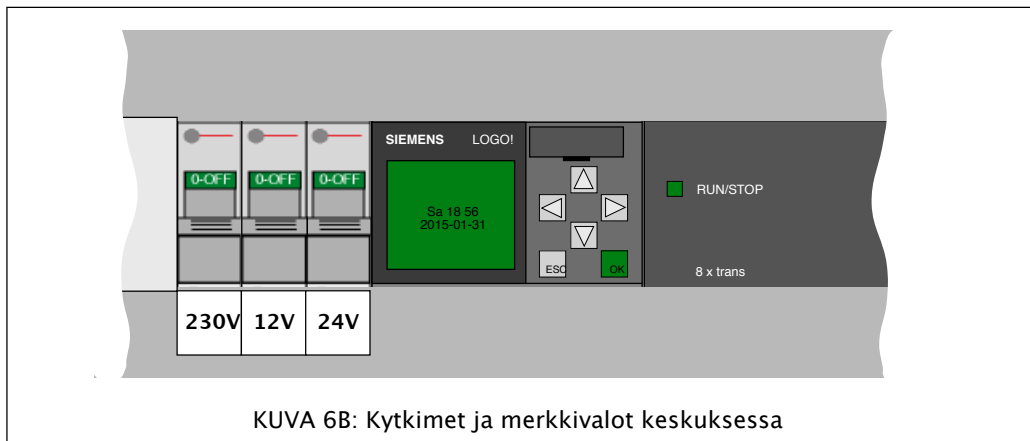 SIEMENS LOGO!
0-OFF 0-OFF 0-OFF
RUN/STOP
Sa 18 56
2015-01-31
ESC OK
8 x trans
230V 12V 24V
KUVA 6B: Kytkimet ja merkkivalot keskuksessa